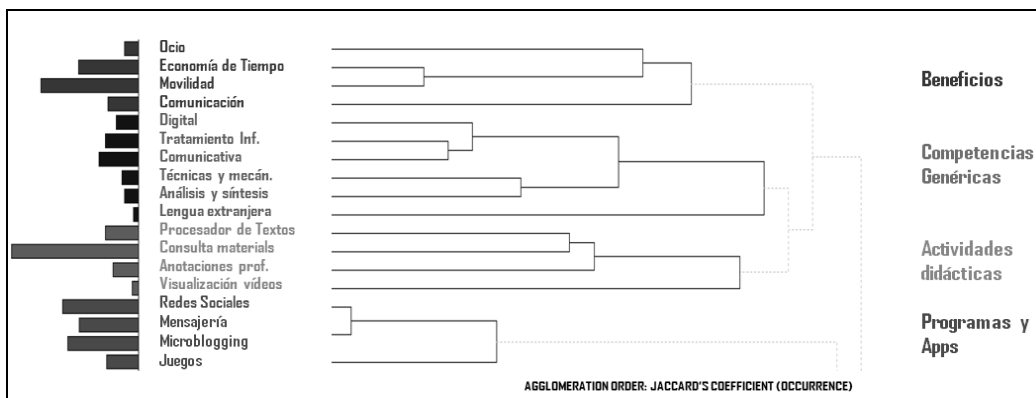 Ocio
Economía de Tiempo
Movilidad
Comunicación
Digital
Tratamiento Inf.
Comunicativa
Técnicas y mecán.
Análisis y síntesis
Lengua extranjera
Procesador de Textos
Consulta materials
Anotaciones prof.
Visualización vídeos
Redes Sociales
Mensajería
Microblogging
Juegos
Beneficios
Competencias
Genéricas
Actividades
didácticas
Programas y
Apps
AGGLOMERATION ORDER: JACCARD'S COEFFICIENT (OCCURRENCE)